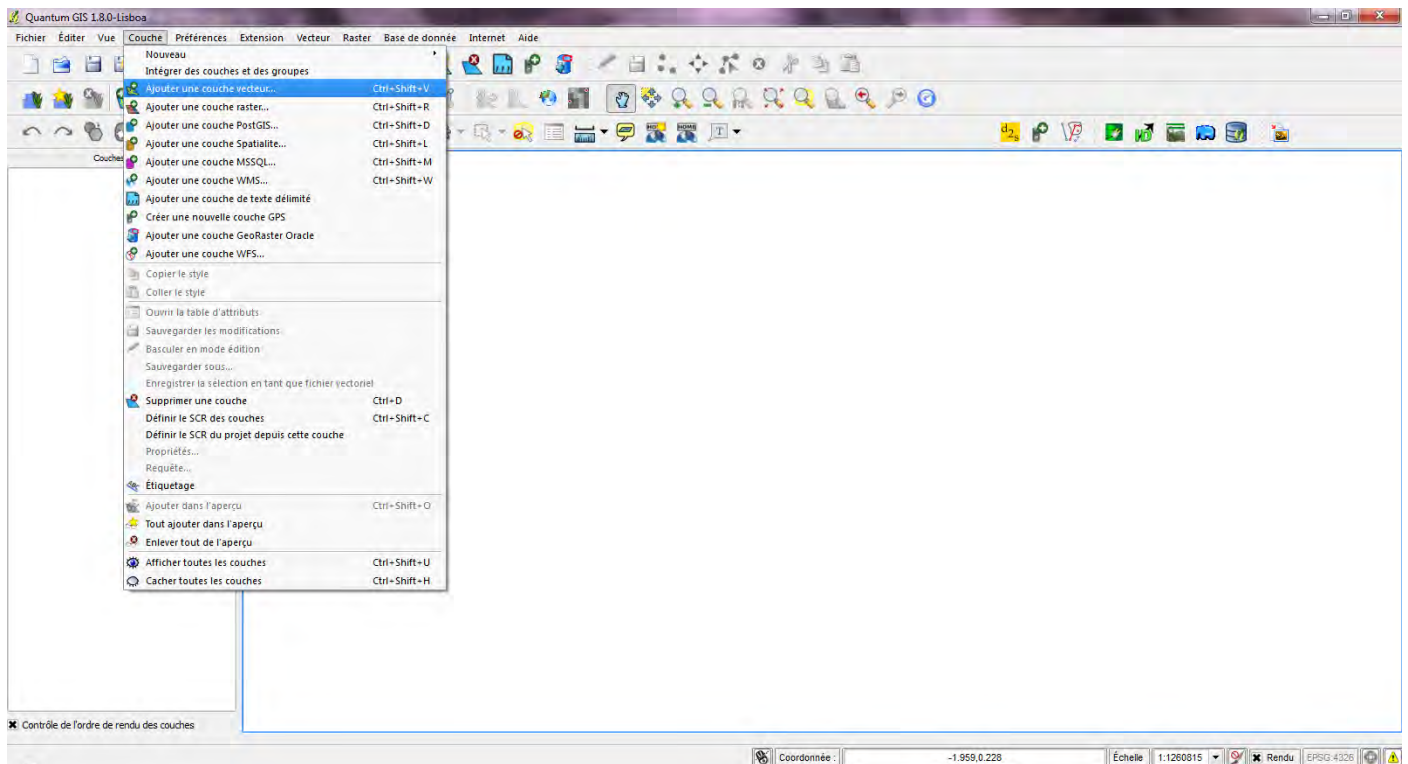 Quantum GIS 1.8.0-Lisboa
Fichier Éditer Vue Couche Préférences Extension Vecteur Raster Base de donnée Internet Aide
Nouveau
Intégrer des couches et des groupes
Ajouter une couche vecteur... Ctrl+Shift+V
Ajouter une couche raster... Ctrl+Shift+R
Ajouter une couche PostGIS... Ctrl+Shift+D
Ajouter une couche Spatialite... Ctrl+Shift+L
Ajouter une couche MSSQL... Ctrl+Shift+M
Ajouter une couche WMS... Ctrl+Shift+W
Ajouter une couche de texte délimité
Créer une nouvelle couche GPS
Ajouter une couche GeoRaster Oracle
Ajouter une couche WFS...
Copier le style
Coller le style
Ouvrir la table d'attributs
Sauvegarder les modifications
Basculer en mode édition
Sauvegarder sous...
Enregistrer la sélection en tant que fichier vectoriel
Supprimer une couche Ctrl+D
Définir le SCR des couches Ctrl+Shift+C
Définir le SCR du projet depuis cette couche
Propriétés...
Requête...
Étiquetage
Ajouter dans l'aperçu Ctrl+Shift+O
Tout ajouter dans l'aperçu
Enlever tout de l'aperçu
Afficher toutes les couches Ctrl+Shift+U
Cacher toutes les couches Ctrl+Shift+H
Couches
Contrôle de l'ordre de rendu des couches
Coordonnée : -1.959,0.228 Échelle 1:1260815 Rendu EPSG:4326